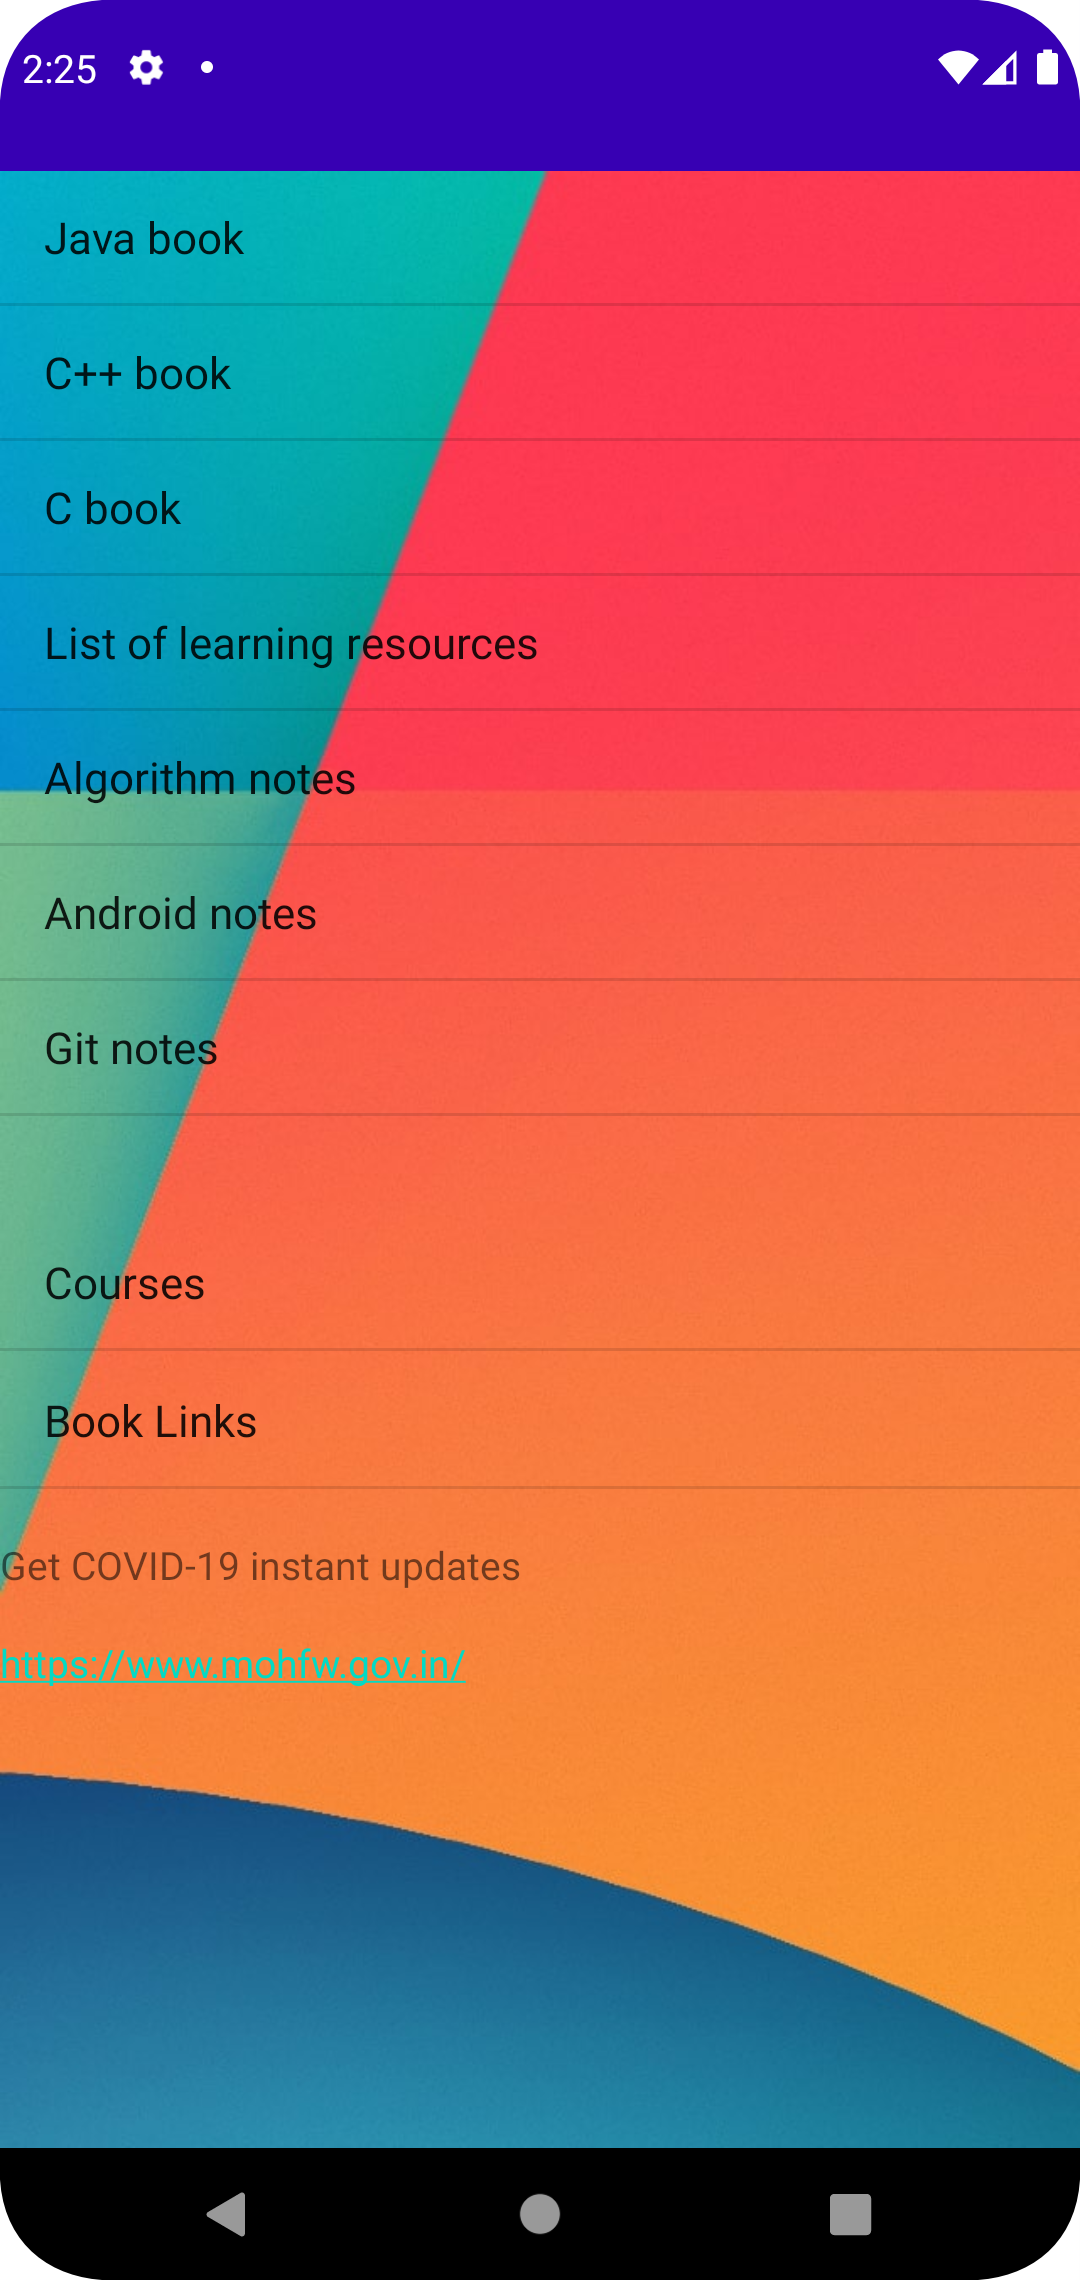 2:25
Java book
C++ book
C book
List of learning resources
Algorithm notes
Android notes
Git notes
Courses
Book Links
Get COVID-19 instant updates
https://www.mohfw.gov.in/